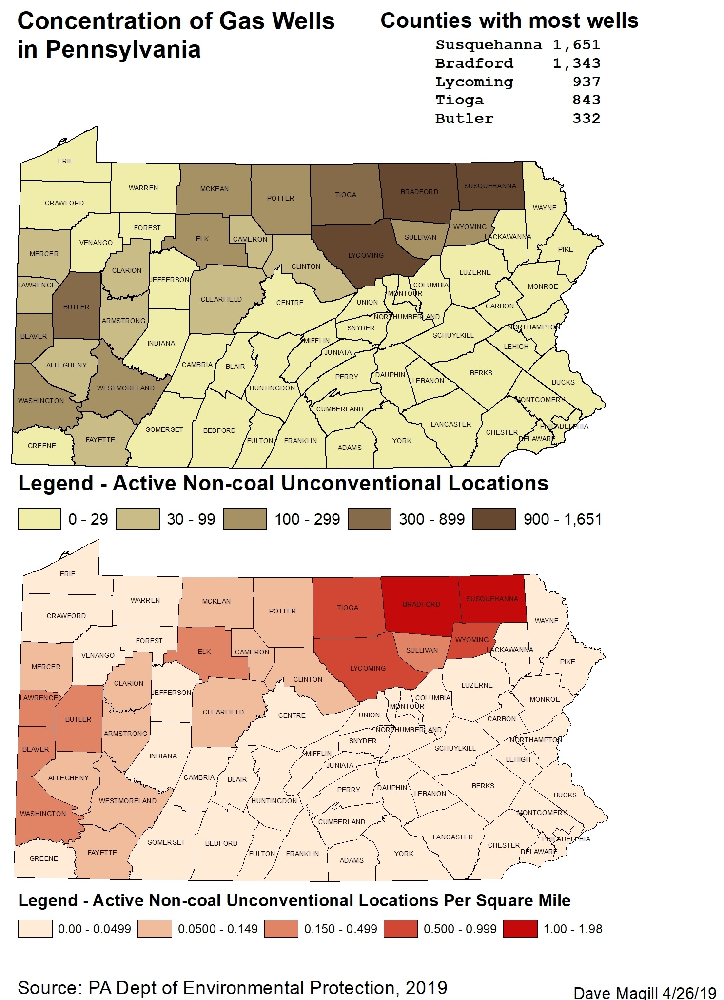 Concentration of Gas Wells
in Pennsylvania
Counties with most wells
Susquehanna 1,651
Bradford 1,343
Lycoming 937
Tioga 843
Butler 332
ERIE
WARREN
MCKEAN
POTTER
TIOGA
BRADFORD
SUSQUEHANNA
CRAWFORD
WAYNE
FOREST
VENANGO
ELK
CAMERON
SULLIVAN
WYOMING
LACKAWANNA
MERCER
PIKE
LYCOMING
CLARION
CLINTON
LUZERNE
JEFFERSON
LAWRENCE
COLUMBIA
MONROE
MONTOUR
CLEARFIELD
CENTRE
UNION
BUTLER
CARBON
NORTHUMBERLAND
ARMSTRONG
SNYDER
NORTHAMPTON
BEAVER
SCHUYLKILL
INDIANA
MIFFLIN
LEHIGH
JUNIATA
ALLEGHENY
CAMBRIA
BLAIR
PERRY
DAUPHIN
LEBANON
BERKS
BUCKS
WESTMORELAND
HUNTINGDON
WASHINGTON
MONTGOMERY
CUMBERLAND
LANCASTER
PHILADELPHIA
SOMERSET
BEDFORD
CHESTER
FAYETTE
FULTON
FRANKLIN
YORK
DELAWARE
GREENE
ADAMS
Legend - Active Non-coal Unconventional Locations
0 - 29 30 - 99 100 - 299 300 - 899 900 - 1,651
ERIE
WARREN
MCKEAN
POTTER
TIOGA
BRADFORD
SUSQUEHANNA
CRAWFORD
WAYNE
FOREST
VENANGO
ELK
CAMERON
SULLIVAN
WYOMING
LACKAWANNA
MERCER
PIKE
LYCOMING
CLARION
CLINTON
LUZERNE
JEFFERSON
LAWRENCE
COLUMBIA
MONROE
MONTOUR
CLEARFIELD
CENTRE
UNION
BUTLER
CARBON
NORTHUMBERLAND
ARMSTRONG
SNYDER
NORTHAMPTON
BEAVER
SCHUYLKILL
INDIANA
MIFFLIN
LEHIGH
JUNIATA
ALLEGHENY
CAMBRIA
BLAIR
PERRY
DAUPHIN
LEBANON
BERKS
BUCKS
WESTMORELAND
HUNTINGDON
WASHINGTON
MONTGOMERY
CUMBERLAND
LANCASTER
PHILADELPHIA
SOMERSET
BEDFORD
CHESTER
FAYETTE
FULTON
FRANKLIN
YORK
DELAWARE
GREENE
ADAMS
Legend - Active Non-coal Unconventional Locations Per Square Mile
0.00 - 0.0499 0.0500 - 0.149 0.150 - 0.499 0.500 - 0.999 1.00 - 1.98
Source: PA Dept of Environmental Protection, 2019
Dave Magill 4/26/19